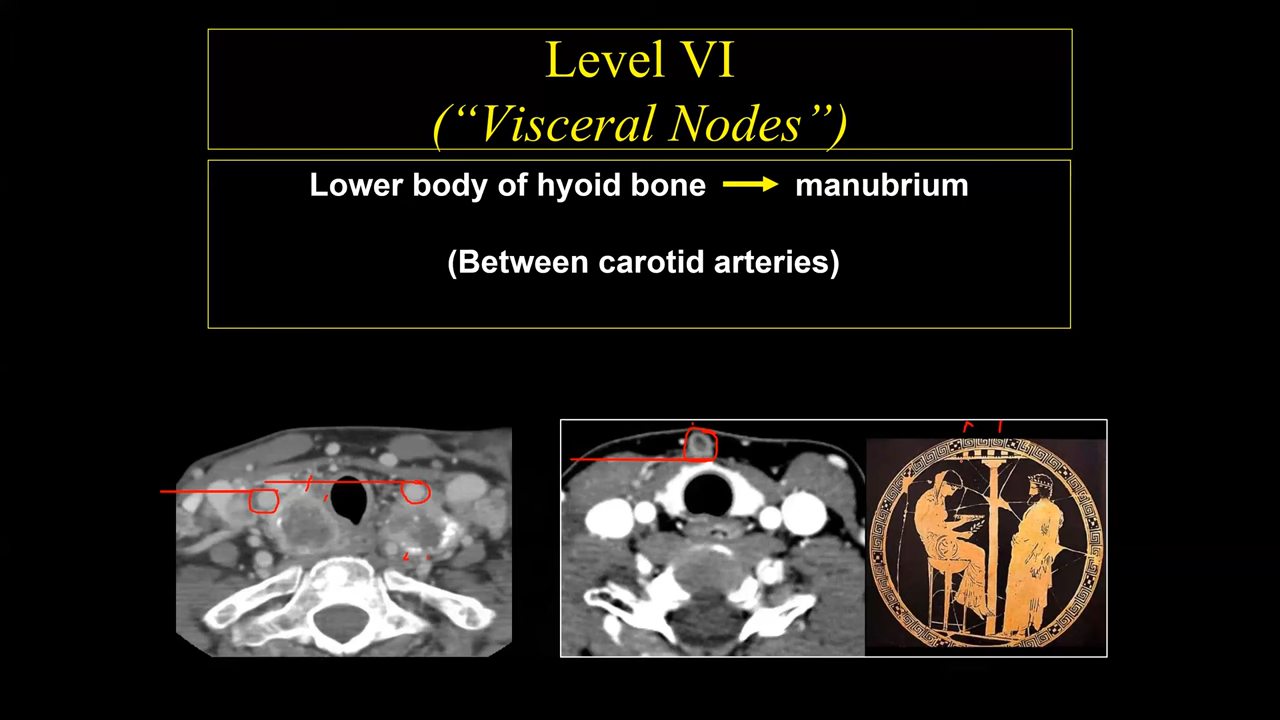 Level VI
(“Visceral Nodes”)
Lower body of hyoid bone manubrium
(Between carotid arteries)